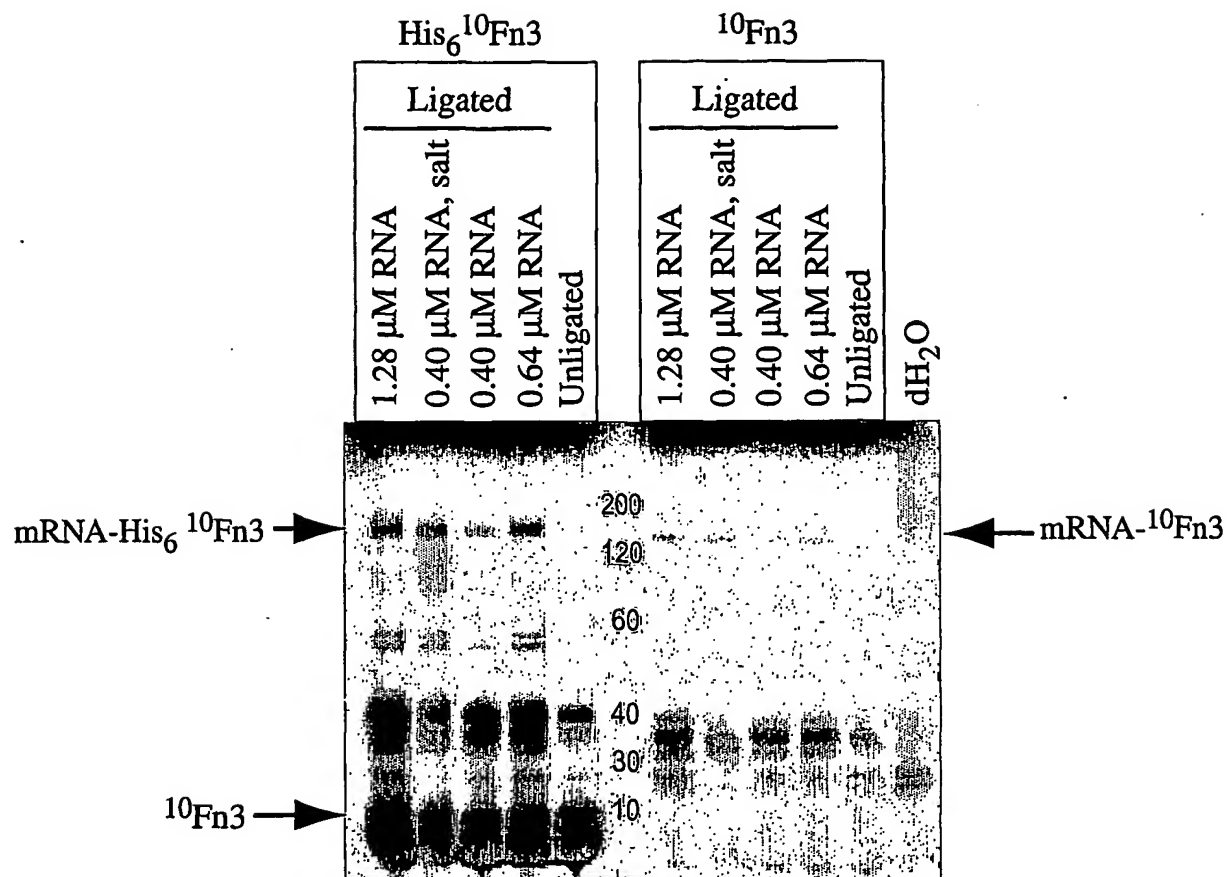 His6 10Fn3
10Fn3
Ligated
Ligated
1.28 µM RNA
0.40 µM RNA, salt
0.40 µM RNA
0.64 µM RNA
Unligated
1.28 µM RNA
0.40 µM RNA, salt
0.40 µM RNA
0.64 µM RNA
Unligated
dH2O
200
mRNA-His6 10Fn3
mRNA-10Fn3
120
60
40
30
10
10Fn3